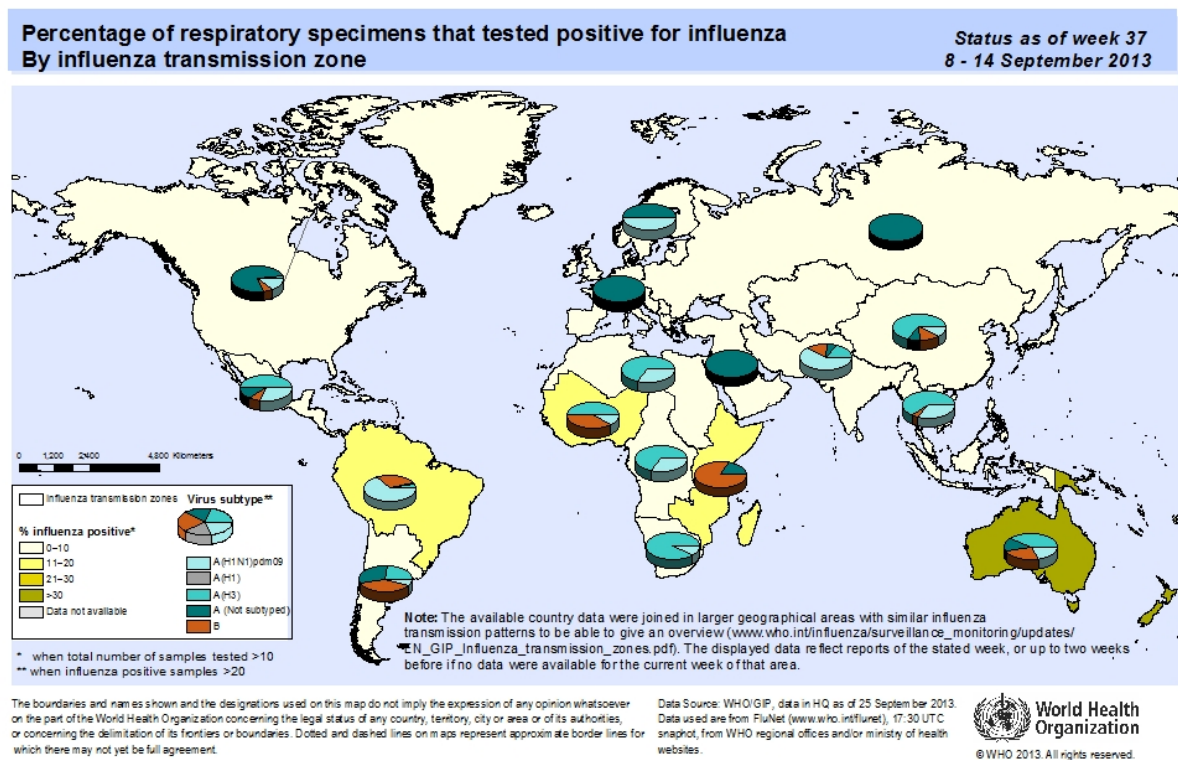 Percentage of respiratory specimens that tested positive for influenza
By influenza transmission zone
Status as of week 37
8 - 14 September 2013
0 1,200 2,400 4,800 Kilometers
Influenza transmission zones
% influenza positive*
0–10
11–20
21–30
>30
Data not available
Virus subtype**
A(H1N1)pdm09
A(H1)
A(H3)
A (Not subtyped)
B
* when total number of samples tested >10
** when influenza positive samples >20
Note: The available country data were joined in larger geographical areas with similar influenza
transmission patterns to be able to give an overview (www.who.int/influenza/surveillance_monitoring/updates/
EN_GIP_Influenza_transmission_zones.pdf). The displayed data reflect reports of the stated week, or up to two weeks
before if no data were available for the current week of that area.
The boundaries and names shown and the designations used on this map do not imply the expression of any opinion whatsoever
on the part of the World Health Organization concerning the legal status of any country, territory, city or area or of its authorities,
or concerning the delimitation of its frontiers or boundaries. Dotted and dashed lines on maps represent approximate border lines for
which there may not yet be full agreement.
Data Source: WHO/GIP, data in HQ as of 25 September 2013.
Data used are from FluNet (www.who.int/flunet), 17:30 UTC
snaphot, from WHO regional offices and/or ministry of health
websites.
World Health
Organization
© WHO 2013. All rights reserved.